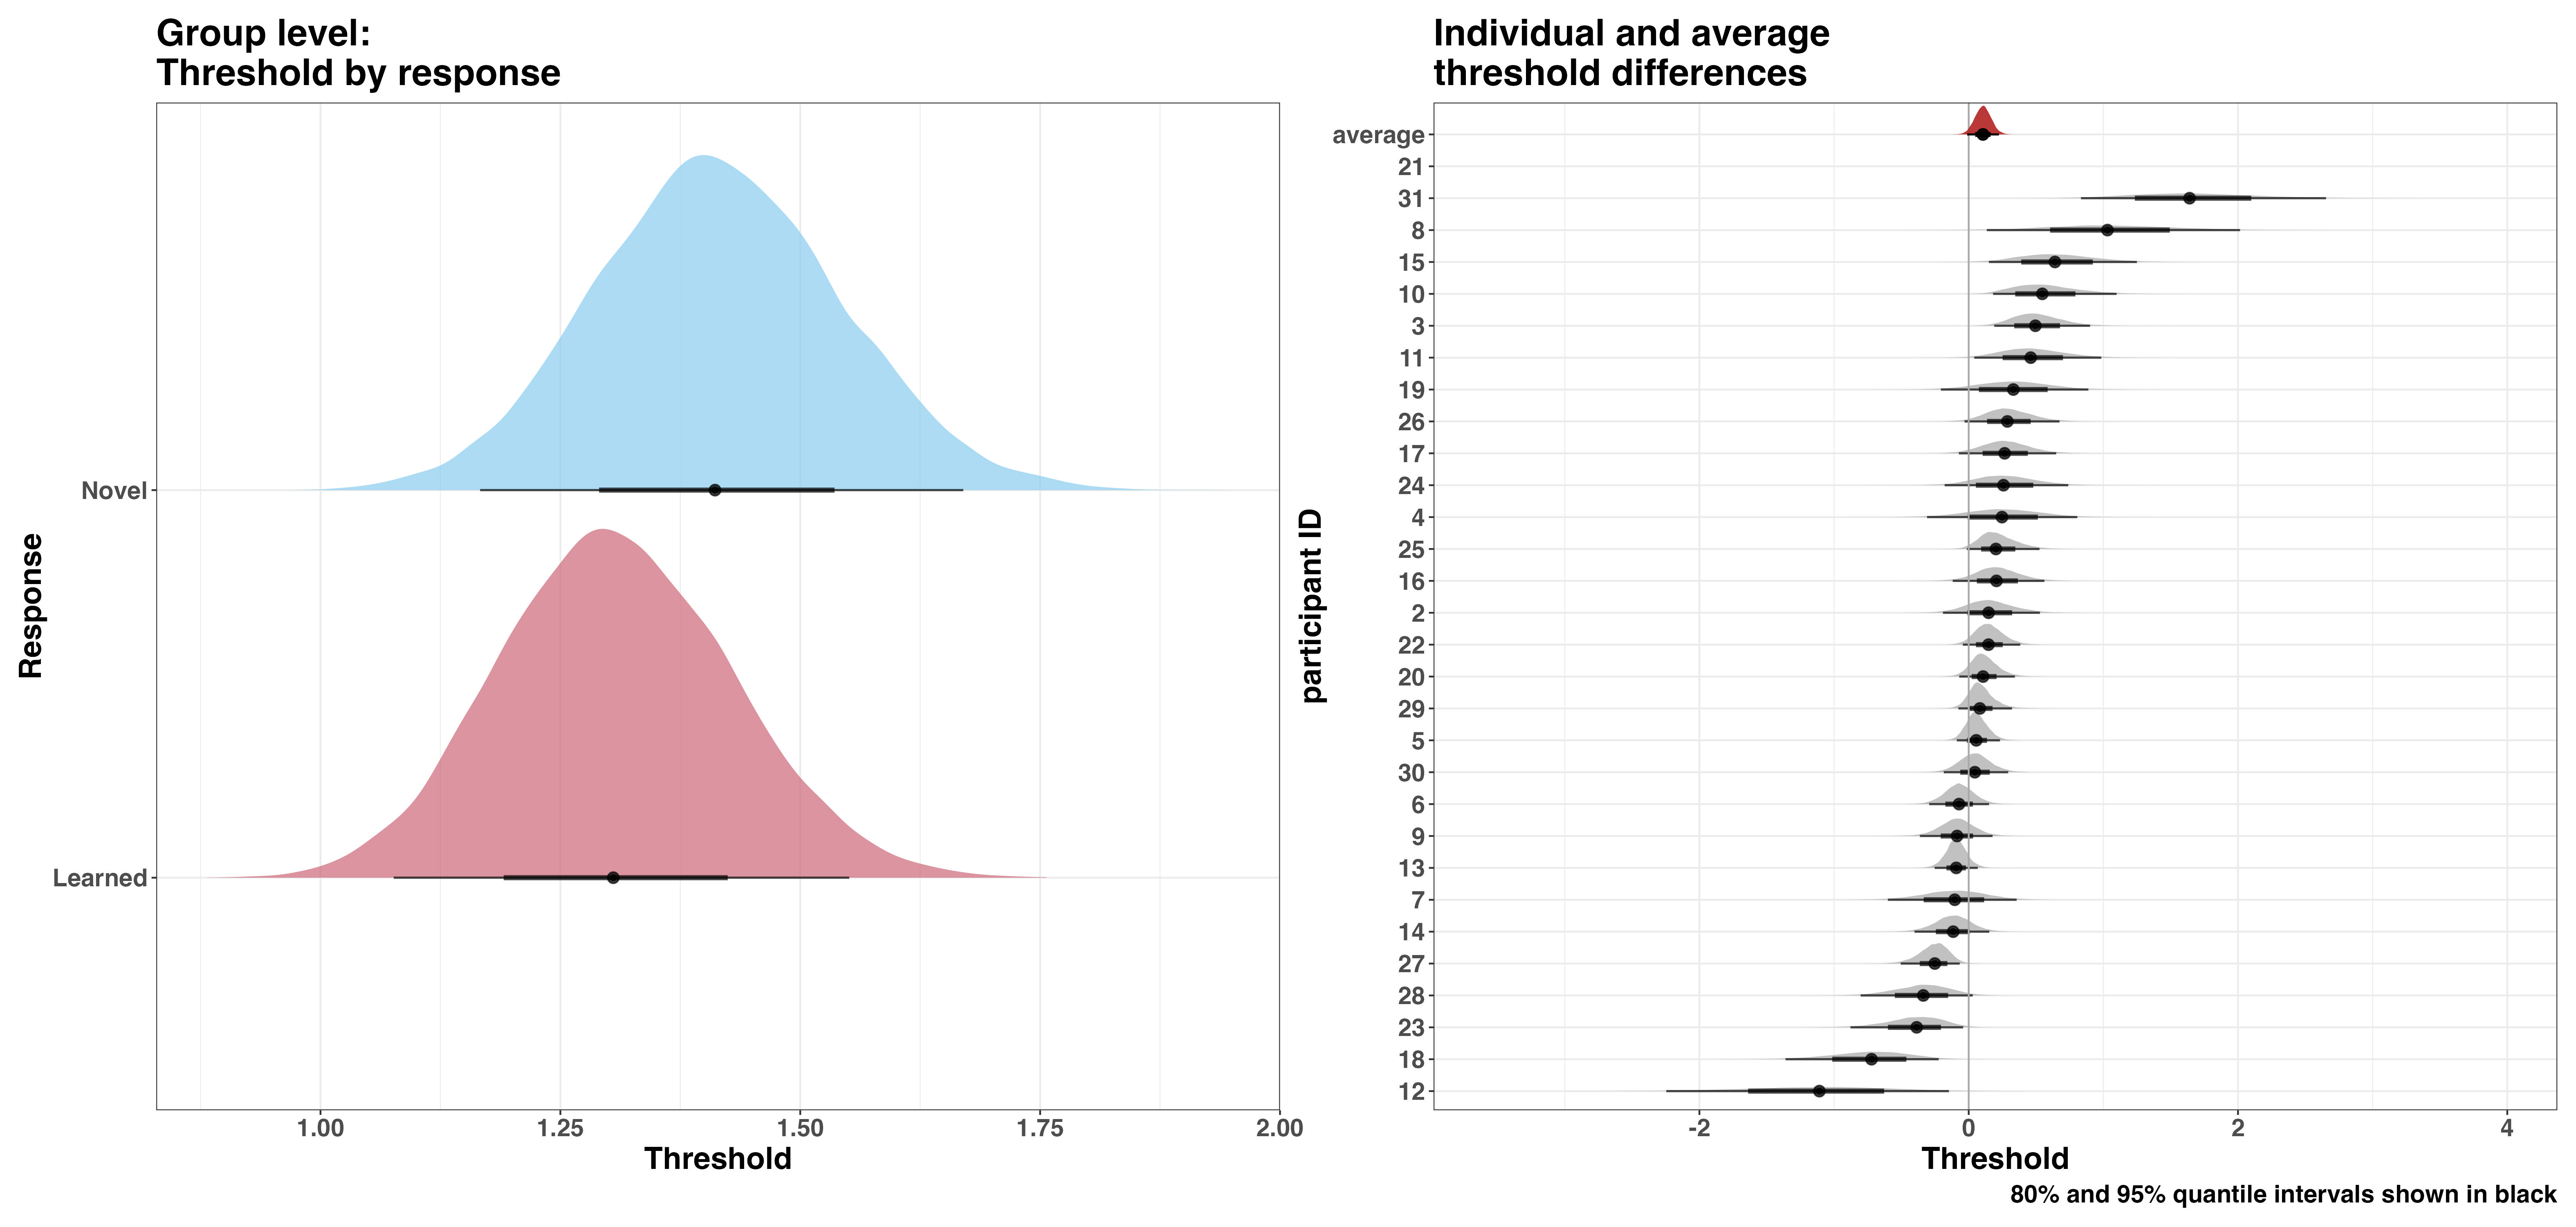 Group level:
Threshold by response
Response
Novel
Learned
1.00 1.25 1.50 1.75 2.00
Threshold
Individual and average
threshold differences
participant ID
average
21
31
8
15
10
3
11
19
26
17
24
4
25
16
2
22
20
29
5
30
6
9
13
7
14
27
28
23
18
12
-2 0 2 4
Threshold
80% and 95% quantile intervals shown in black